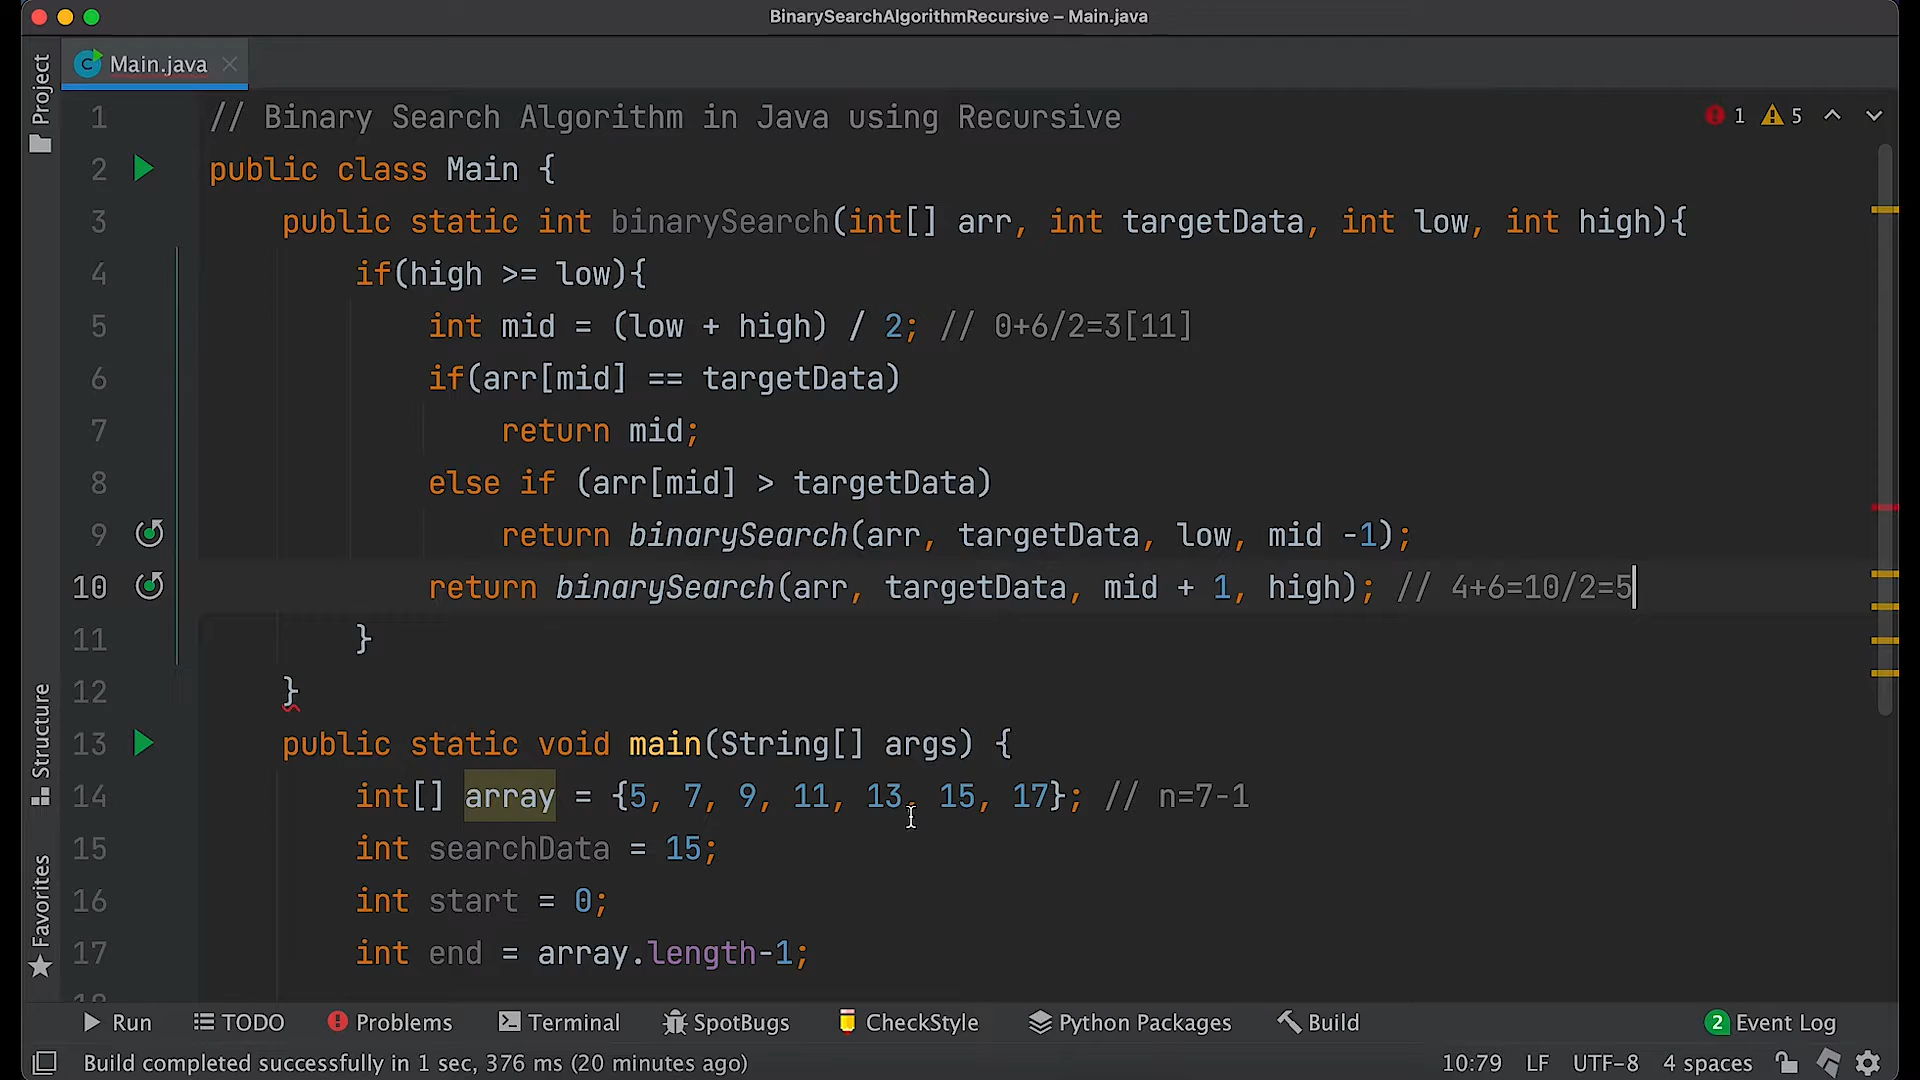 BinarySearchAlgorithmRecursive – Main.java
Project
Main.java
1 // Binary Search Algorithm in Java using Recursive
1 5
2 public class Main {
3 public static int binarySearch(int[] arr, int targetData, int low, int high){
4 if(high >= low){
5 int mid = (low + high) / 2; // 0+6/2=3[11]
6 if(arr[mid] == targetData)
7 return mid;
8 else if (arr[mid] > targetData)
9 return binarySearch(arr, targetData, low, mid -1);
10 return binarySearch(arr, targetData, mid + 1, high); // 4+6=10/2=5
11 }
12 }
13 public static void main(String[] args) {
14 int[] array = {5, 7, 9, 11, 13, 15, 17}; // n=7-1
15 int searchData = 15;
16 int start = 0;
17 int end = array.length-1;
18
Structure
Favorites
Run TODO Problems Terminal SpotBugs CheckStyle Python Packages Build 2 Event Log
Build completed successfully in 1 sec, 376 ms (20 minutes ago) 10:79 LF UTF-8 4 spaces